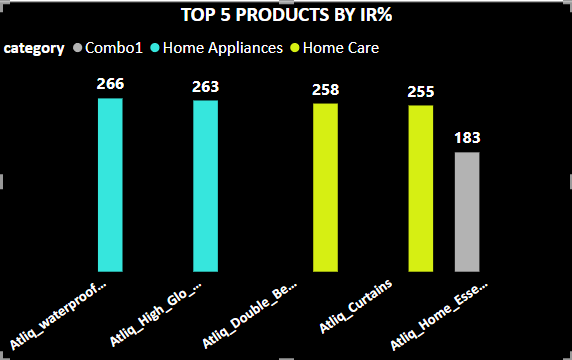 TOP 5 PRODUCTS BY IR%
category Combo1 Home Appliances Home Care
266 263 258 255 183
Atliq_waterproof... Atliq_High_Glo_... Atliq_Double_Be... Atliq_Curtains Atliq_Home_Esse...